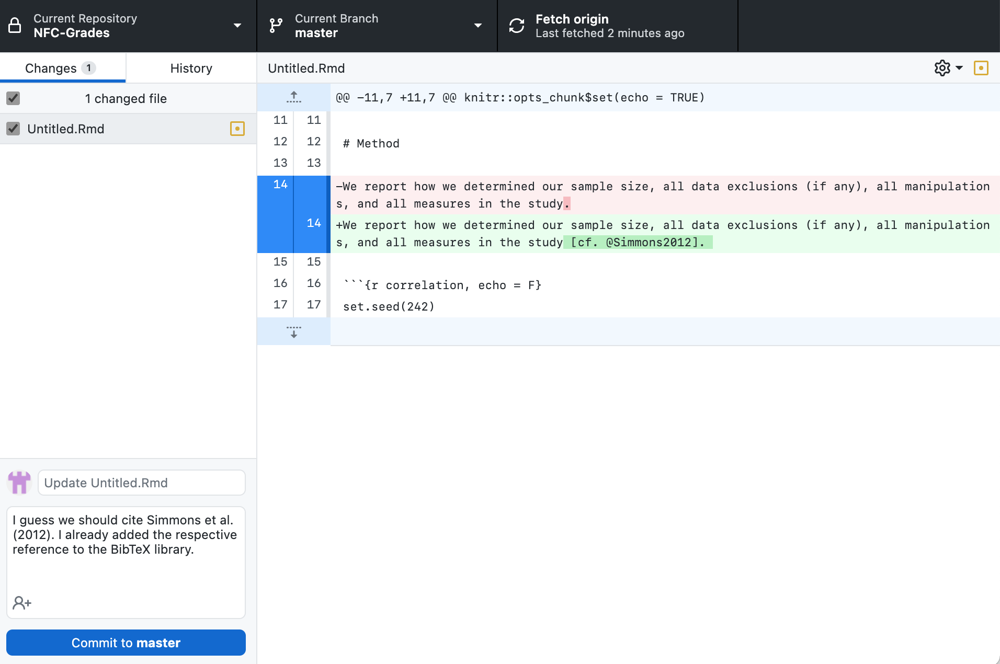 Current Repository
NFC-Grades
Current Branch
master
Fetch origin
Last fetched 2 minutes ago
Changes 1
History
Untitled.Rmd
1 changed file
Untitled.Rmd
@@ -11,7 +11,7 @@ knitr::opts_chunk$set(echo = TRUE)
11 11
12 12 # Method
13 13
14 -We report how we determined our sample size, all data exclusions (if any), all manipulation
s, and all measures in the study.
14 +We report how we determined our sample size, all data exclusions (if any), all manipulation
s, and all measures in the study [cf. @Simmons2012].
15 15
16 16 ```{r correlation, echo = F}
17 17 set.seed(242)
Update Untitled.Rmd
I guess we should cite Simmons et al.
(2012). I already added the respective
reference to the BibTeX library.
Commit to master